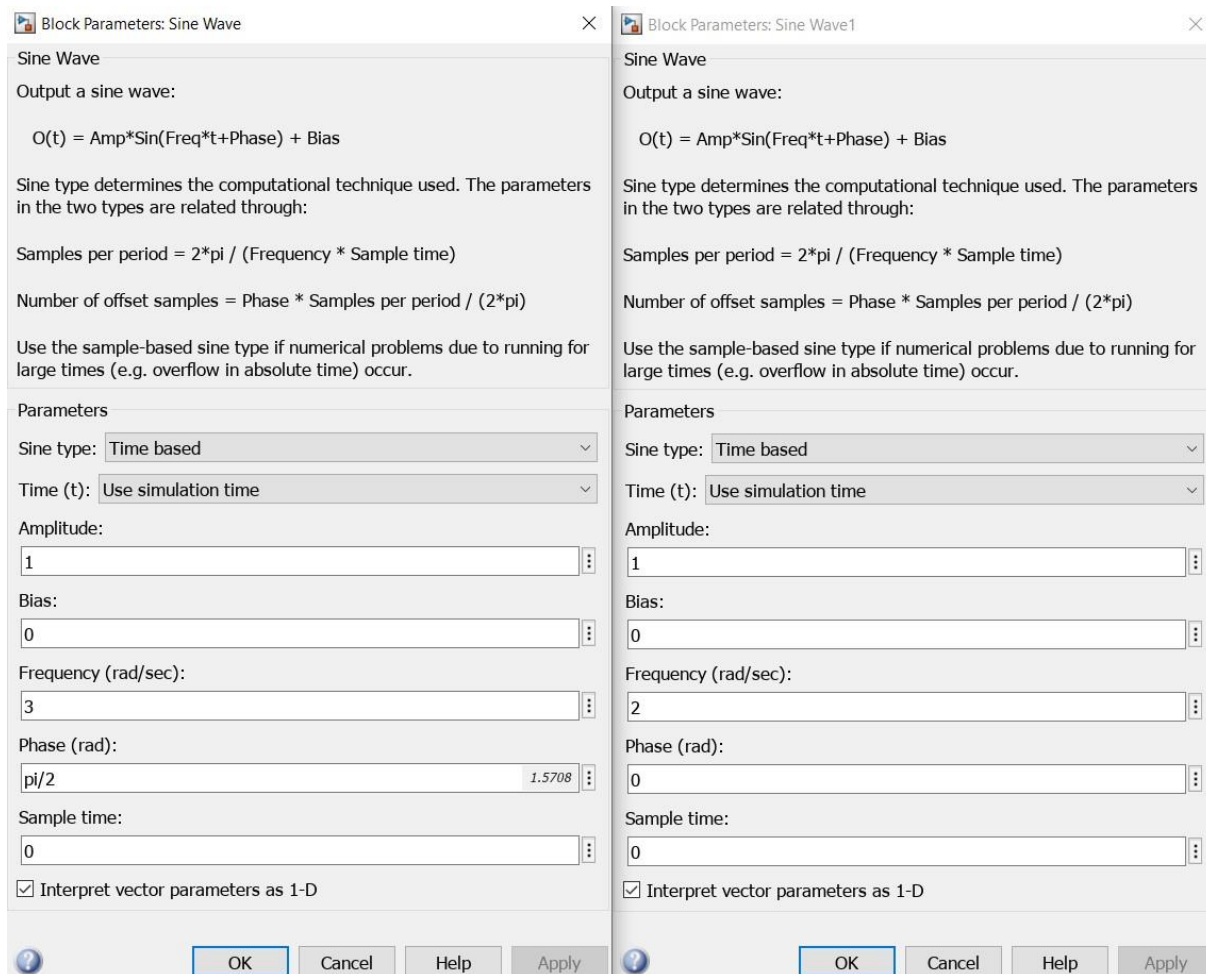 Block Parameters: Sine Wave
Sine Wave
Output a sine wave:
O(t) = Amp*Sin(Freq*t+Phase) + Bias
Sine type determines the computational technique used. The parameters
in the two types are related through:
Samples per period = 2*pi / (Frequency * Sample time)
Number of offset samples = Phase * Samples per period / (2*pi)
Use the sample-based sine type if numerical problems due to running for
large times (e.g. overflow in absolute time) occur.
Parameters
Sine type: Time based
Time (t): Use simulation time
Amplitude:
1
Bias:
0
Frequency (rad/sec):
3
Phase (rad):
pi/2 1.5708
Sample time:
0
Interpret vector parameters as 1-D
OK Cancel Help Apply
Block Parameters: Sine Wave1
Sine Wave
Output a sine wave:
O(t) = Amp*Sin(Freq*t+Phase) + Bias
Sine type determines the computational technique used. The parameters
in the two types are related through:
Samples per period = 2*pi / (Frequency * Sample time)
Number of offset samples = Phase * Samples per period / (2*pi)
Use the sample-based sine type if numerical problems due to running for
large times (e.g. overflow in absolute time) occur.
Parameters
Sine type: Time based
Time (t): Use simulation time
Amplitude:
1
Bias:
0
Frequency (rad/sec):
2
Phase (rad):
0
Sample time:
0
Interpret vector parameters as 1-D
OK Cancel Help Apply